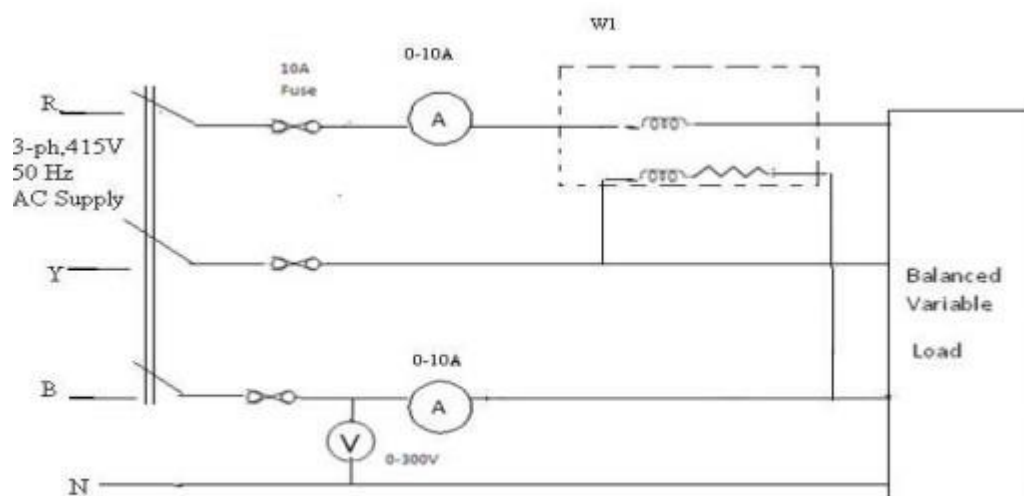 W1
0-10A
10A
Fuse
R
A
3-ph,415V
50 Hz
AC Supply
Y
Balanced
Variable
Load
0-10A
B
A
V
0-300V
N